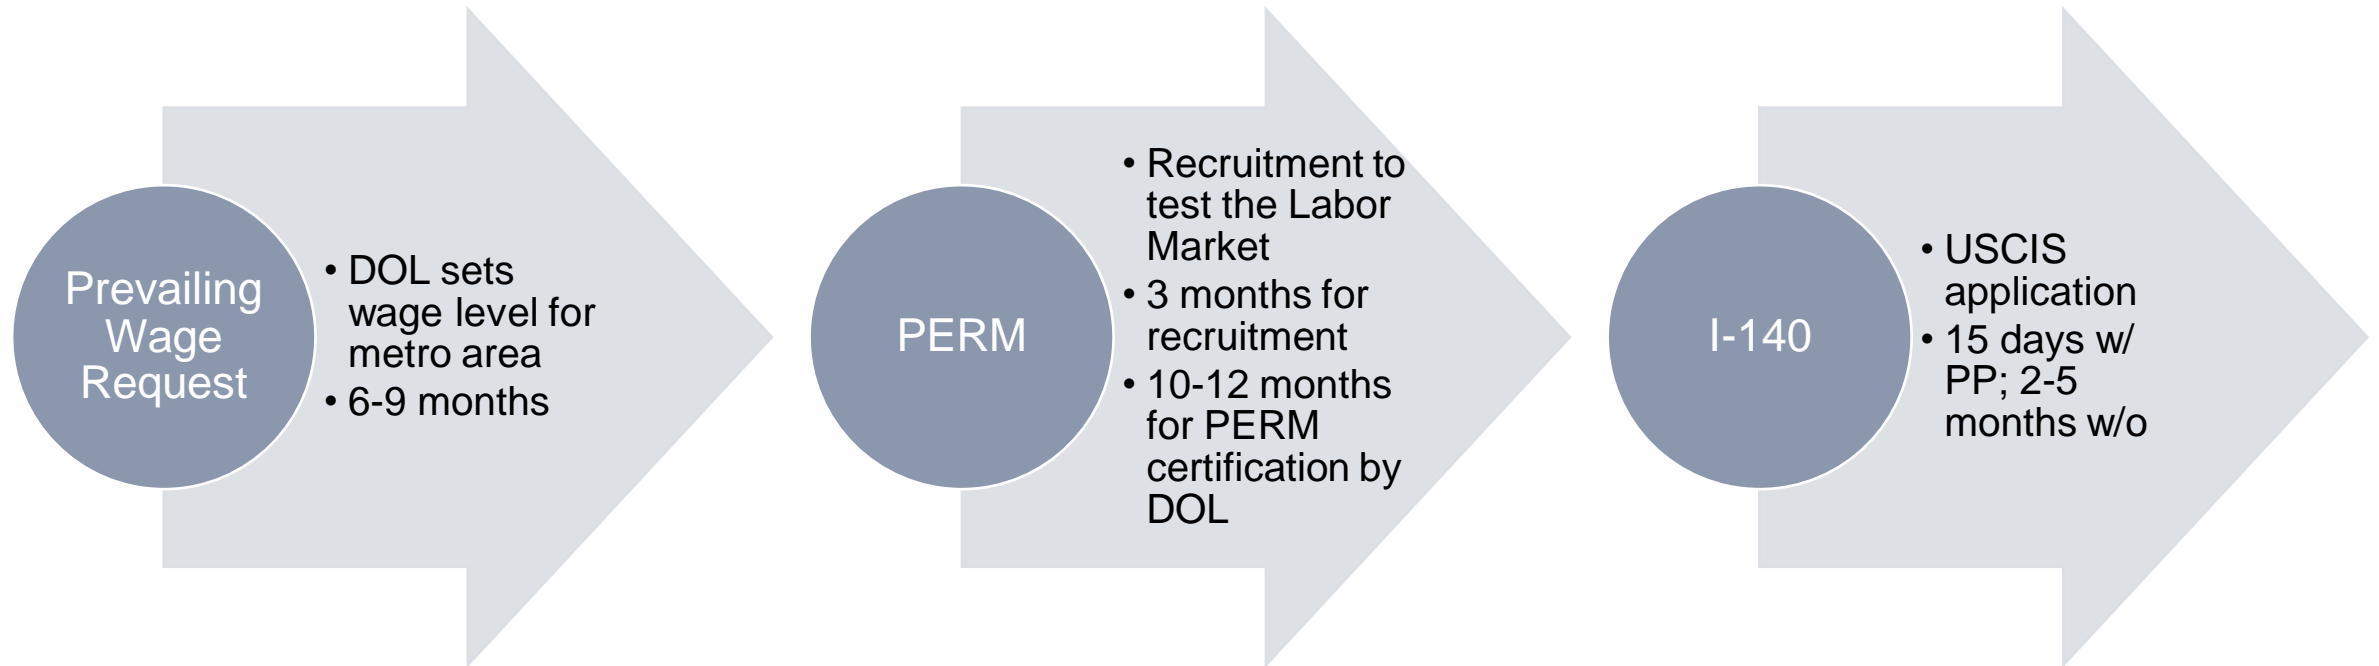 Prevailing
Wage
Request
• DOL sets
wage level for
metro area
• 6-9 months
PERM
• Recruitment to
test the Labor
Market
• 3 months for
recruitment
• 10-12 months
for PERM
certification by
DOL
I-140
• USCIS
application
• 15 days w/
PP; 2-5
months w/o